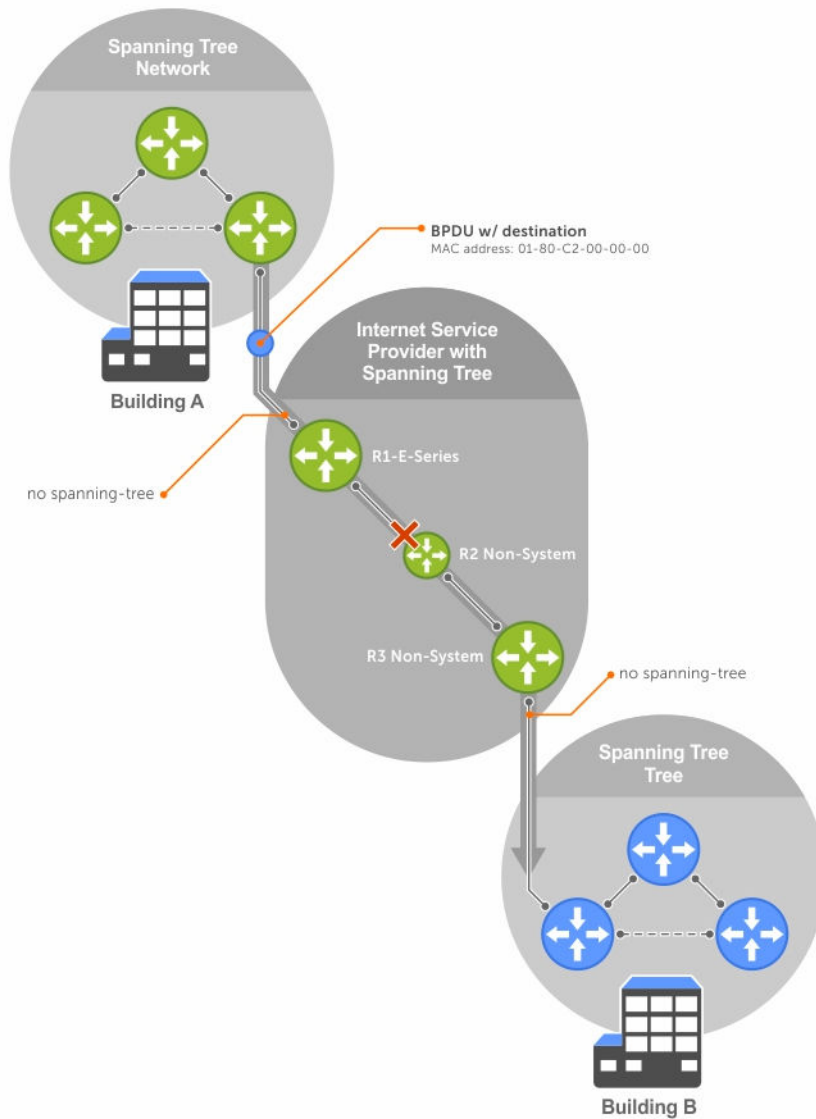 Spanning Tree
Network
BPDU w/ destination
MAC address: 01-80-C2-00-00-00
Internet Service
Provider with
Spanning Tree
Building A
R1-E-Series
no spanning-tree
R2 Non-System
R3 Non-System
no spanning-tree
Spanning Tree
Tree
Building B